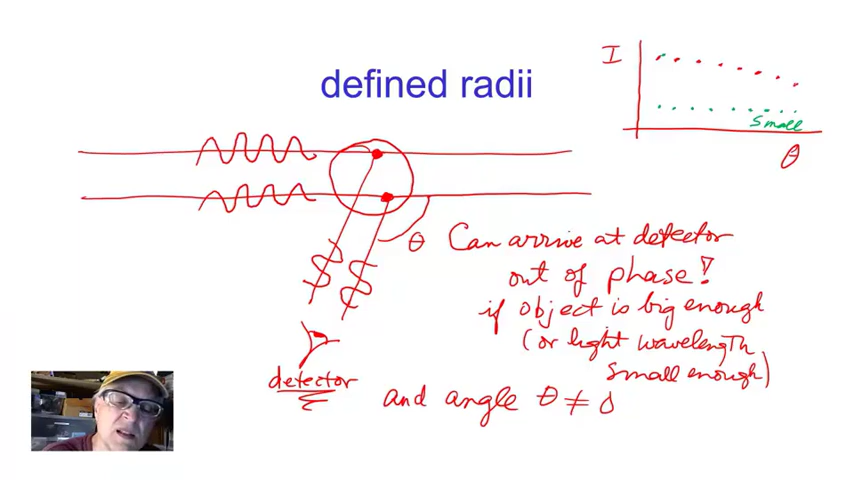 defined radii
I
small
θ
θ
Can arrive at detector
out of phase!
if object is big enough
(or light wavelength
small enough)
detector
and angle θ ≠ 0